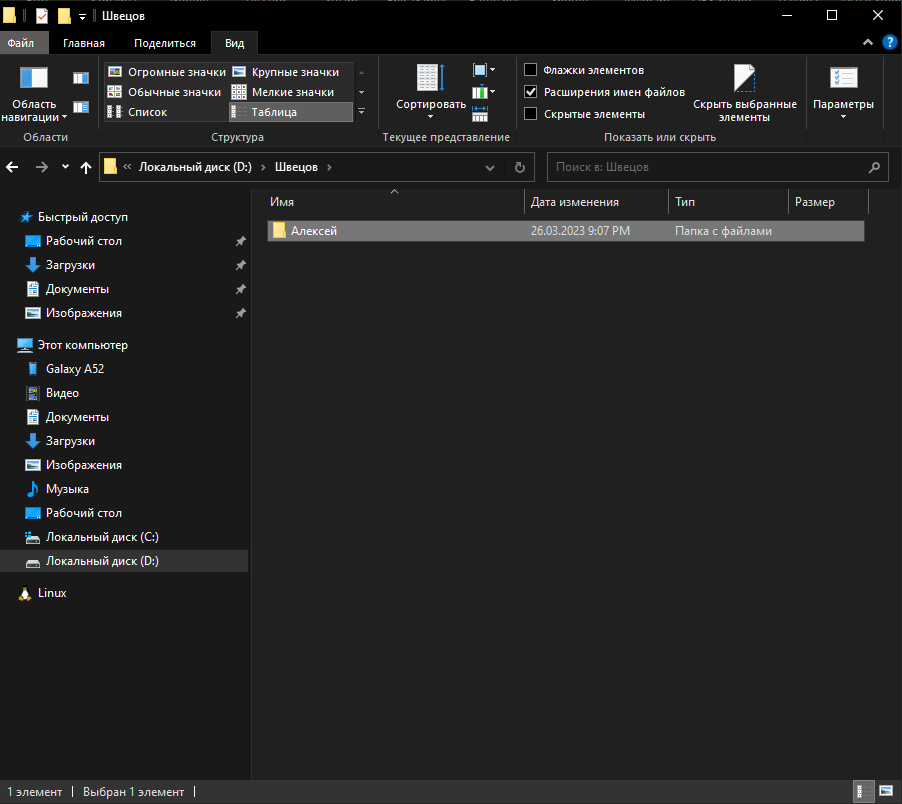 Швецов
Файл Главная Поделиться Вид
Огромные значки Крупные значки
Обычные значки Мелкие значки
Список Таблица
Область навигации
Сортировать
Флажки элементов
Расширения имен файлов
Скрытые элементы
Скрыть выбранные элементы
Параметры
Области Структура Текущее представление Показать или скрыть
Локальный диск (D:) Швецов Поиск в: Швецов
Имя Дата изменения Тип Размер
Алексей 26.03.2023 9:07 PM Папка с файлами
Быстрый доступ
Рабочий стол
Загрузки
Документы
Изображения
Этот компьютер
Galaxy A52
Видео
Документы
Загрузки
Изображения
Музыка
Рабочий стол
Локальный диск (C:)
Локальный диск (D:)
Linux
1 элемент Выбран 1 элемент